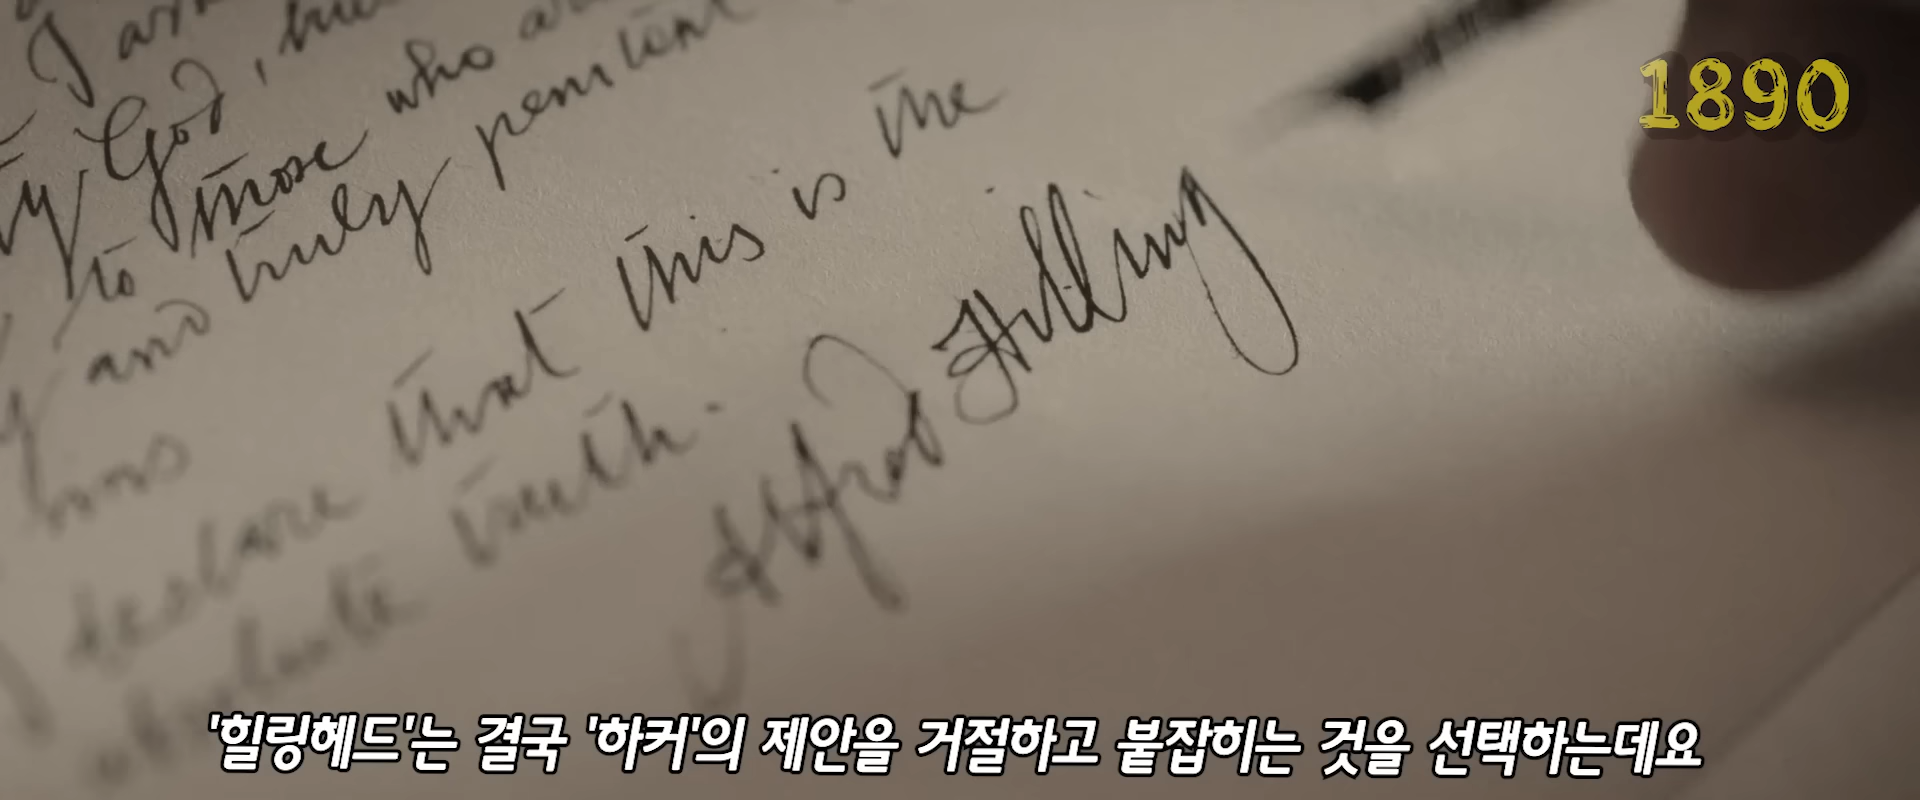 1890
I
God,
who
to those
truly penitent
to
and
that this is the
declare
absolute truth.
Alfred Hilling
'힐링헤드'는 결국 '하커'의 제안을 거절하고 붙잡히는 것을 선택하는데요